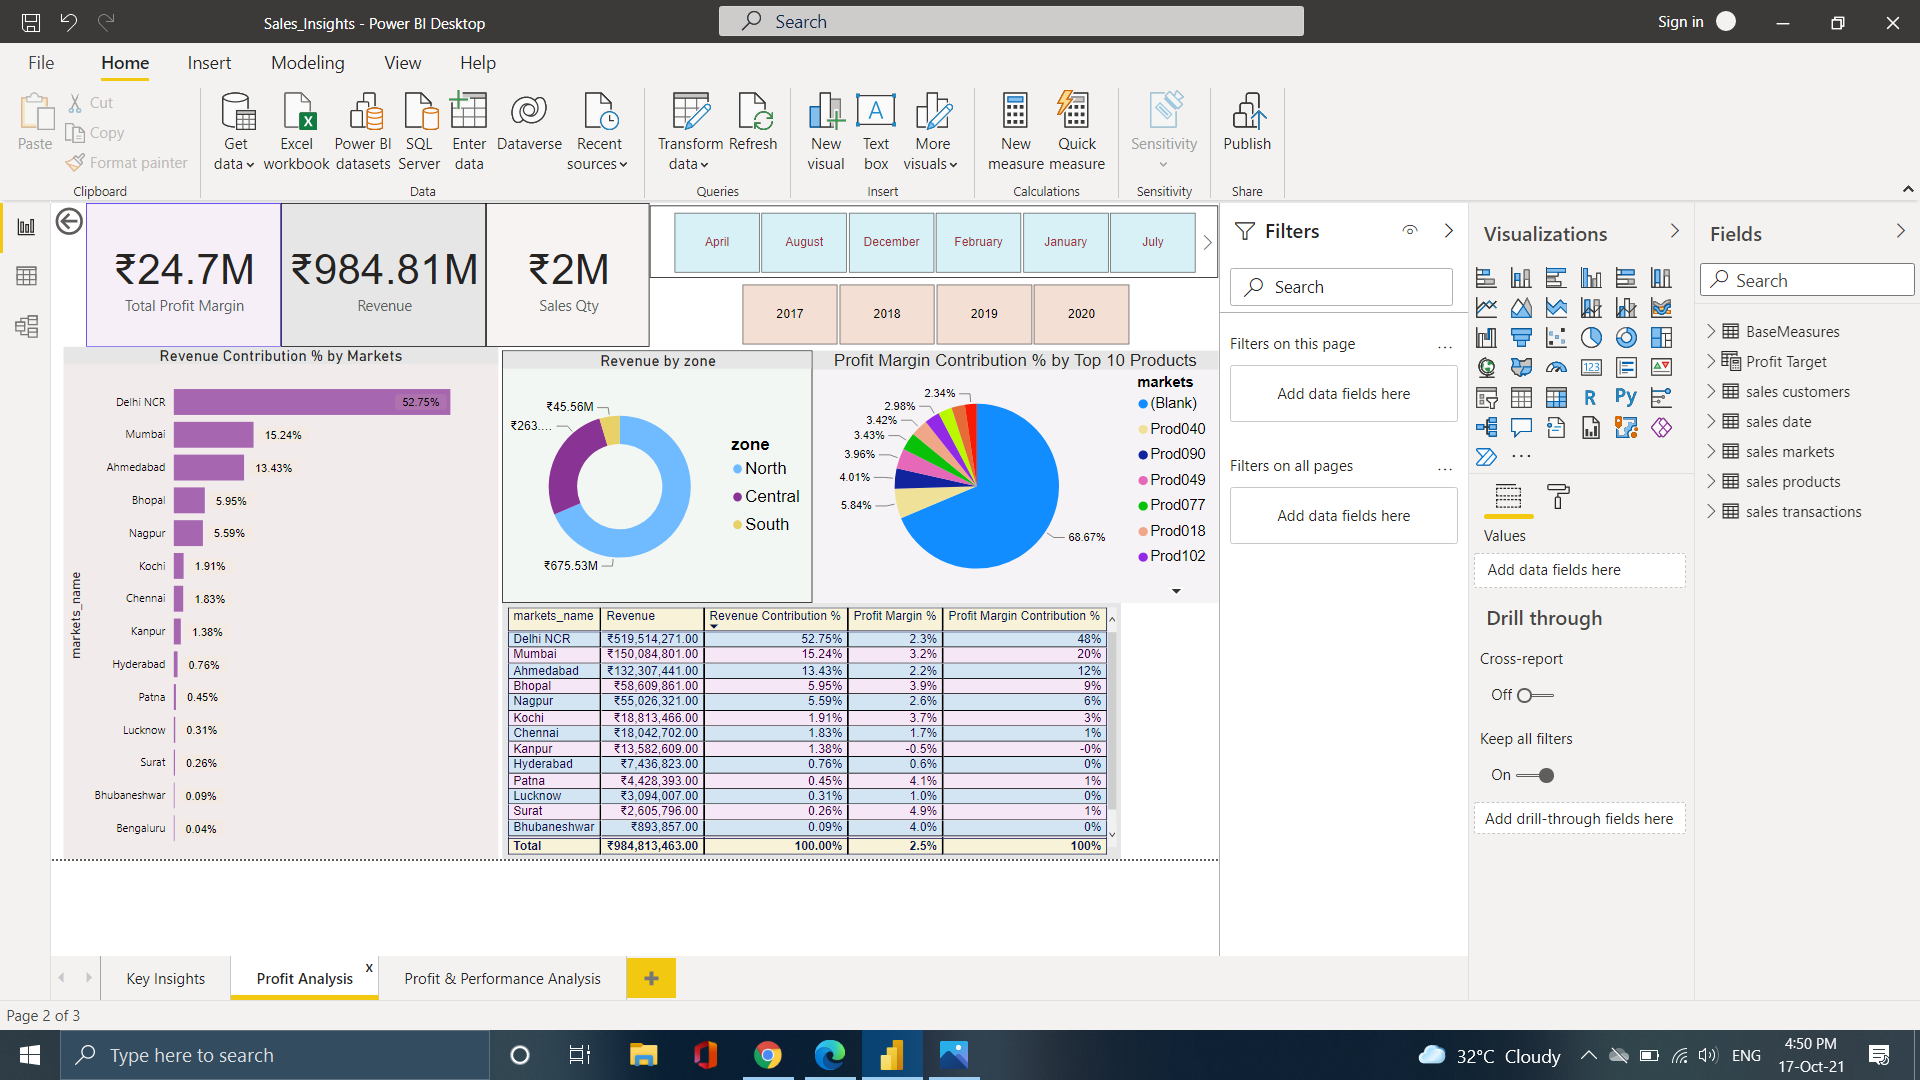 Sales_Insights - Power BI Desktop
Search
Sign in
File Home Insert Modeling View Help
Paste
Cut
Copy
Format painter
Clipboard
Get data
Excel workbook
Power BI datasets
SQL Server
Enter data
Dataverse
Recent sources
Data
Transform data
Refresh
Queries
New visual
Text box
More visuals
Insert
New measure
Quick measure
Calculations
Sensitivity
Sensitivity
Publish
Share
₹24.7M
Total Profit Margin
₹984.81M
Revenue
₹2M
Sales Qty
April August December February January July
2017 2018 2019 2020
Revenue Contribution % by Markets
markets_name
Delhi NCR 52.75%
Mumbai 15.24%
Ahmedabad 13.43%
Bhopal 5.95%
Nagpur 5.59%
Kochi 1.91%
Chennai 1.83%
Kanpur 1.38%
Hyderabad 0.76%
Patna 0.45%
Lucknow 0.31%
Surat 0.26%
Bhubaneshwar 0.09%
Bengaluru 0.04%
Revenue by zone
₹45.56M
₹263....
₹675.53M
zone
North
Central
South
Profit Margin Contribution % by Top 10 Products
2.34%
2.98%
3.42%
3.43%
3.96%
4.01%
5.84%
68.67%
markets
(Blank)
Prod040
Prod090
Prod049
Prod077
Prod018
Prod102
markets_name Revenue Revenue Contribution % Profit Margin % Profit Margin Contribution %
Delhi NCR ₹519,514,271.00 52.75% 2.3% 48%
Mumbai ₹150,084,801.00 15.24% 3.2% 20%
Ahmedabad ₹132,307,441.00 13.43% 2.2% 12%
Bhopal ₹58,609,861.00 5.95% 3.9% 9%
Nagpur ₹55,026,321.00 5.59% 2.6% 6%
Kochi ₹18,813,466.00 1.91% 3.7% 3%
Chennai ₹18,042,702.00 1.83% 1.7% 1%
Kanpur ₹13,582,609.00 1.38% -0.5% -0%
Hyderabad ₹7,436,823.00 0.76% 0.6% 0%
Patna ₹4,428,393.00 0.45% 4.1% 1%
Lucknow ₹3,094,007.00 0.31% 1.0% 0%
Surat ₹2,605,796.00 0.26% 4.9% 1%
Bhubaneshwar ₹893,857.00 0.09% 4.0% 0%
Total ₹984,813,463.00 100.00% 2.5% 100%
Filters
Search
Filters on this page ...
Add data fields here
Filters on all pages ...
Add data fields here
Visualizations
123
R Py
...
Values
Add data fields here
Drill through
Cross-report
Off
Keep all filters
On
Add drill-through fields here
Fields
Search
BaseMeasures
Profit Target
sales customers
sales date
sales markets
sales products
sales transactions
Key Insights
Profit Analysis x
Profit & Performance Analysis
+
Page 2 of 3
Type here to search
32°C Cloudy
ENG
4:50 PM
17-Oct-21